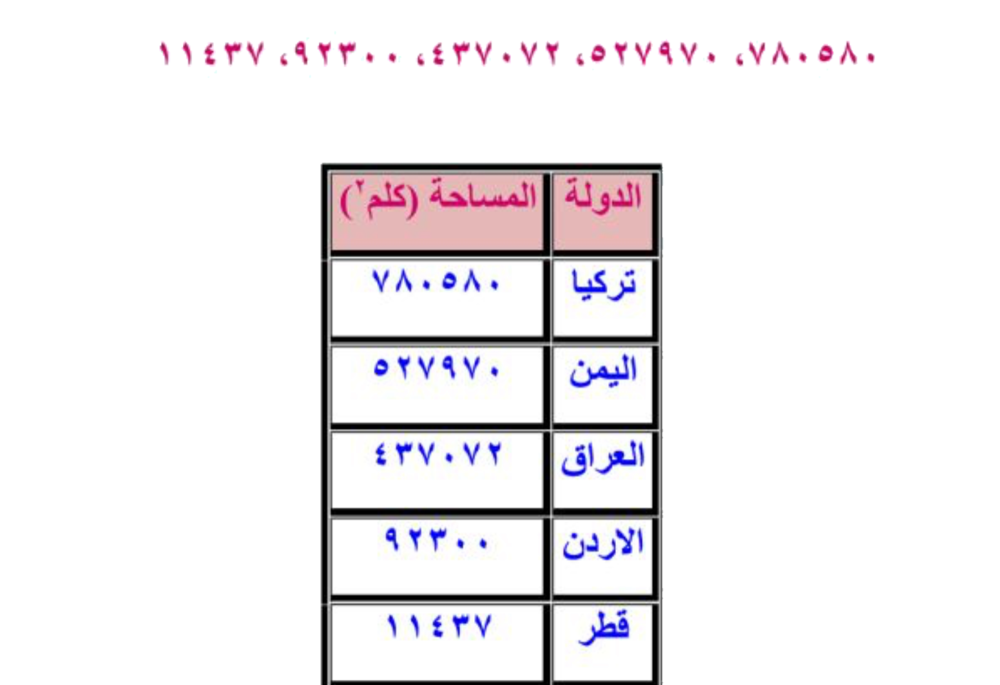 ٧٨٠٥٨٠، ٥٢٧٩٧٠، ٤٣٧٠٧٢، ٩٢٣٠٠، ١١٤٣٧
الدولة المساحة (كلم٢)
تركيا ٧٨٠٥٨٠
اليمن ٥٢٧٩٧٠
العراق ٤٣٧٠٧٢
الاردن ٩٢٣٠٠
قطر ١١٤٣٧